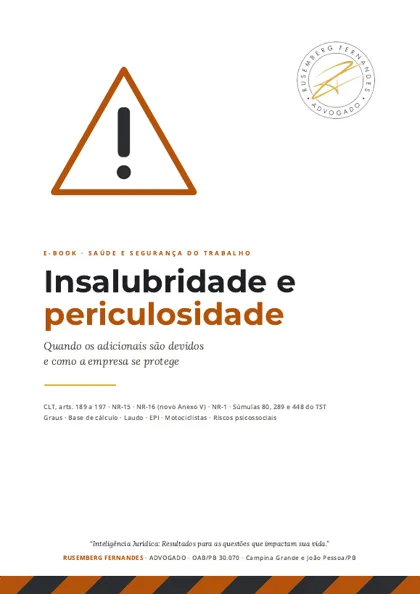 RUSEMBERG FERNANDES
• ADVOGADO •
!
E-BOOK · SAÚDE E SEGURANÇA DO TRABALHO
Insalubridade e
periculosidade
Quando os adicionais são devidos
e como a empresa se protege
CLT, arts. 189 a 197 · NR-15 · NR-16 (novo Anexo V) · NR-1 · Súmulas 80, 289 e 448 do TST
Graus · Base de cálculo · Laudo · EPI · Motociclistas · Riscos psicossociais
"Inteligência Jurídica: Resultados para as questões que impactam sua vida."
RUSEMBERG FERNANDES · ADVOGADO · OAB/PB 30.070 · Campina Grande e João Pessoa/PB